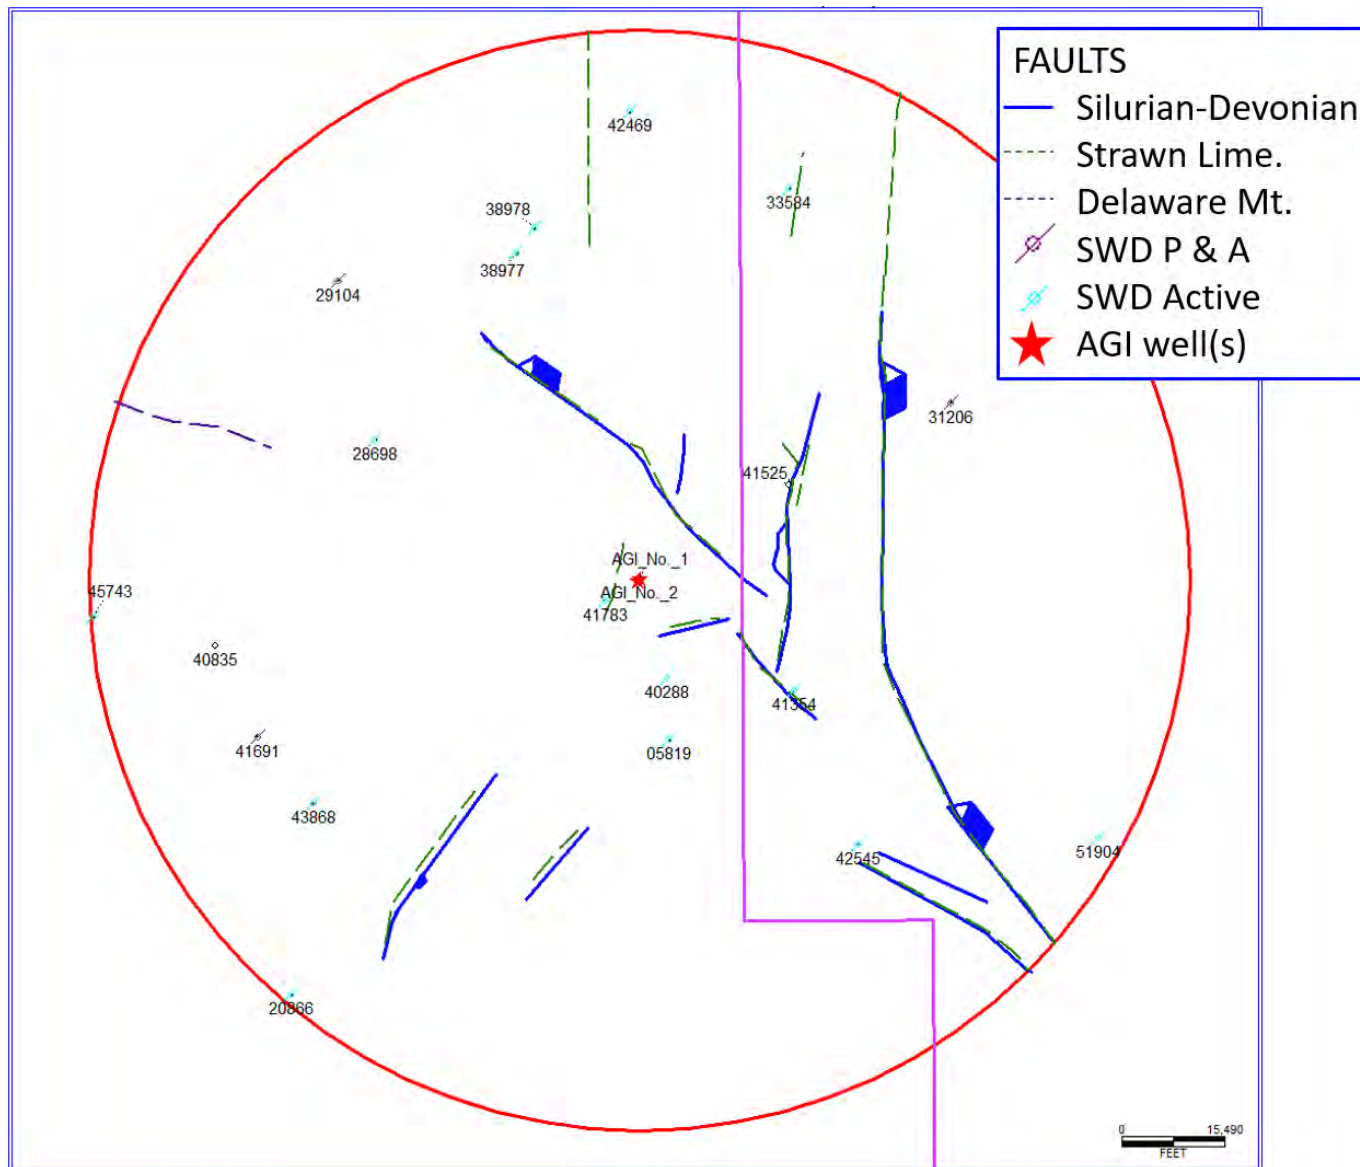 FAULTS
Silurian-Devonian
Strawn Lime.
Delaware Mt.
SWD P & A
SWD Active
AGI well(s)
42469
33584
38978
38977
29104
31206
28698
41525
AGI_No._1
AGI_No._2
45743
41783
40835
40288
41354
41691
05819
43868
42545
51904
20866
0 15,490
FEET